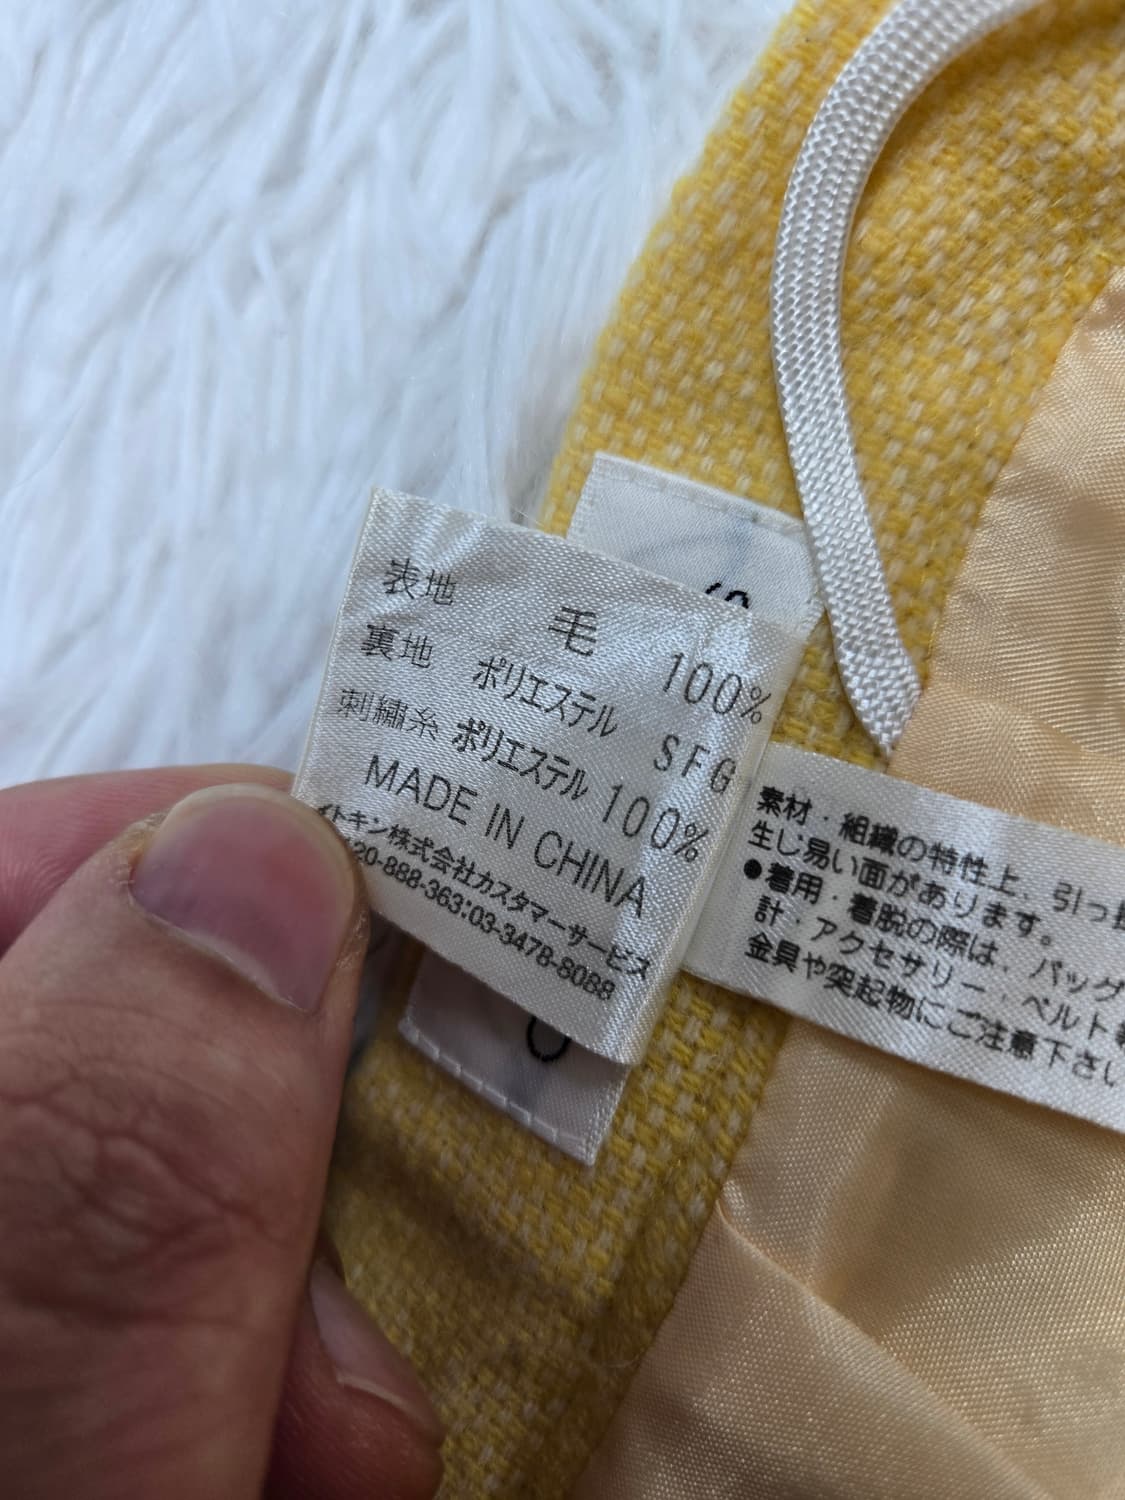 表地 毛 100%
裏地 ポリエステル
刺繍糸 ポリエステル 100%
SFG
MADE IN CHINA
イトキン株式会社カスタマーサービス
20-888-363:03-3478-8088
素材・組織の特性上、引っ
生じ易い面があります。
●着用・着脱の際は、バッグ
計・アクセサリー・ベルト
金具や突起物にご注意下さい